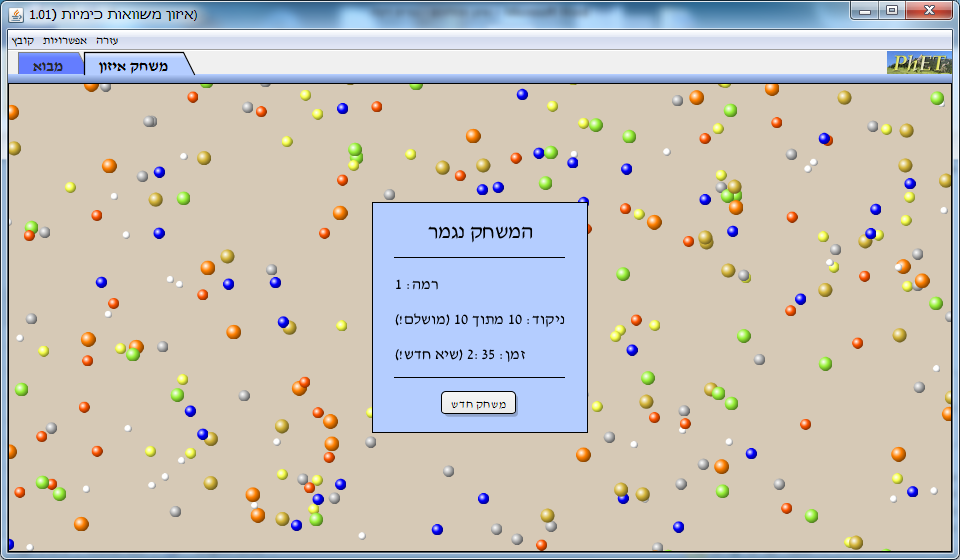 איזון משוואות כימיות (1.01)
קובץ אפשרויות עזרה
מבוא
משחק איזון
PhET
המשחק נגמר
רמה: 1
ניקוד: 10 מתוך 10 (מושלם!)
זמן: 2: 35 (שיא חדש!)
משחק חדש